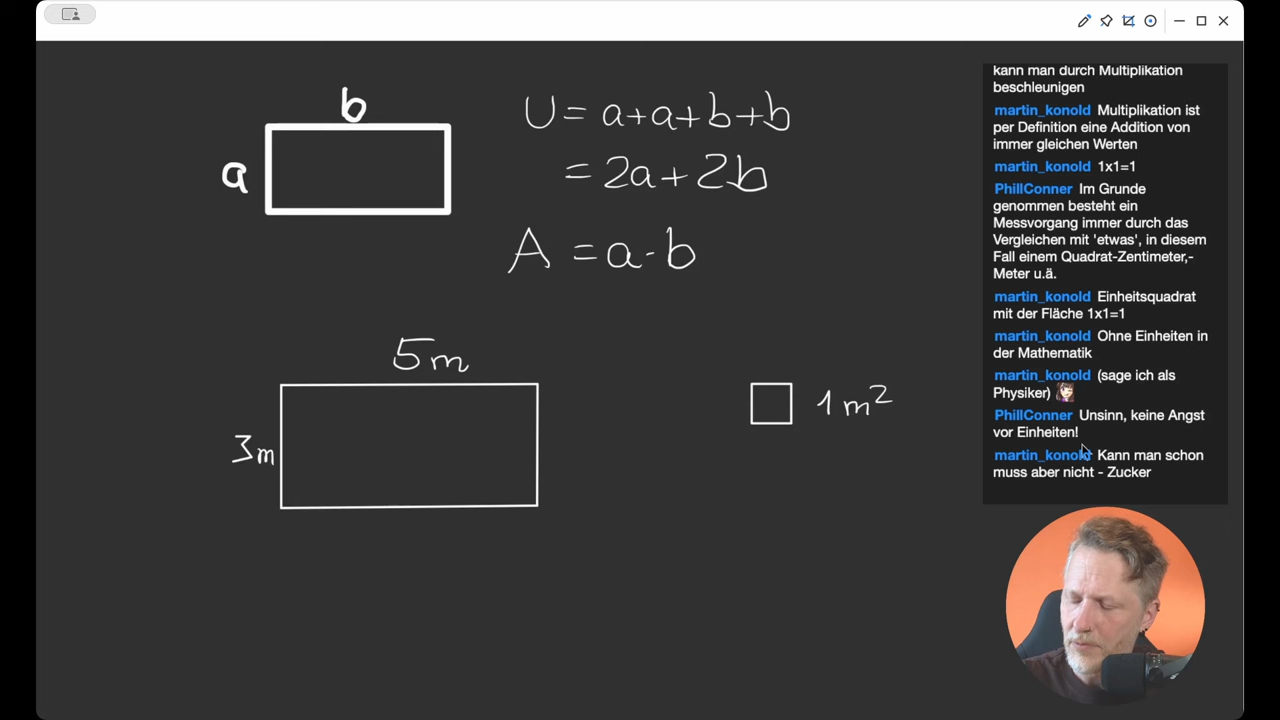 b
a
U = a+a+b+b
= 2a+2b
A = a·b
5m
3m
1 m²
kann man durch Multiplikation
beschleunigen
martin_konold Multiplikation ist
per Definition eine Addition von
immer gleichen Werten
martin_konold 1x1=1
PhillConner Im Grunde
genommen besteht ein
Messvorgang immer durch das
Vergleichen mit 'etwas', in diesem
Fall einem Quadrat-Zentimeter,-
Meter u.ä.
martin_konold Einheitsquadrat
mit der Fläche 1x1=1
martin_konold Ohne Einheiten in
der Mathematik
martin_konold (sage ich als
Physiker)
PhillConner Unsinn, keine Angst
vor Einheiten!
martin_konold Kann man schon
muss aber nicht - Zucker